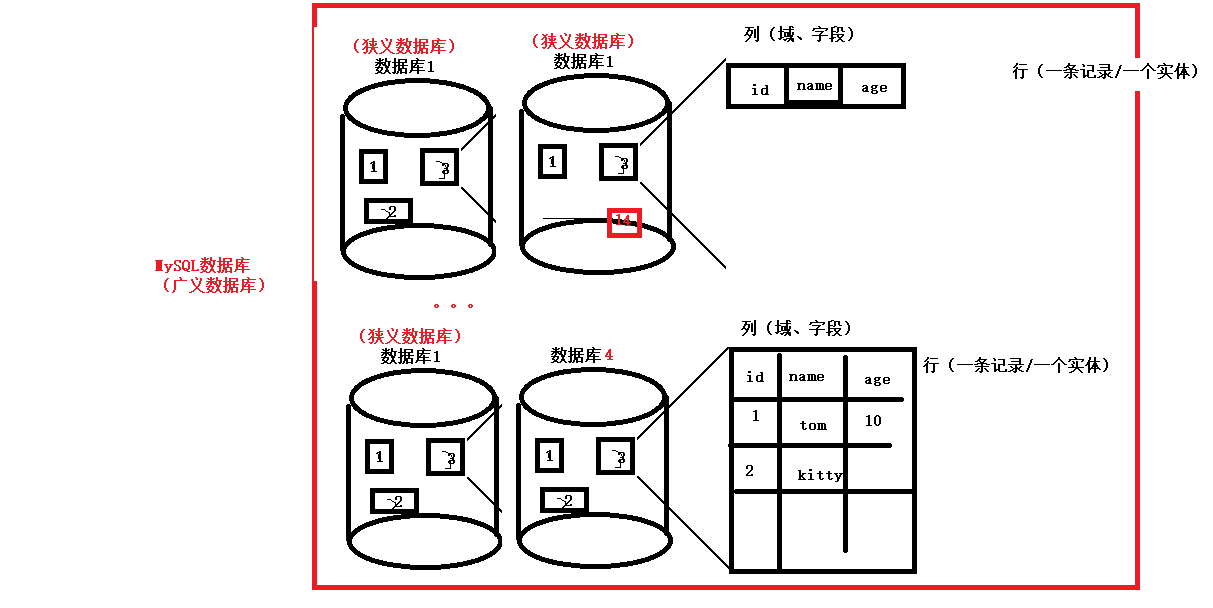 （狭义数据库）
数据库1
（狭义数据库）
数据库1
列（域、字段）
行（一条记录/一个实体）
id name age
1 3
2
1 3
14
MySQL数据库
（广义数据库）
。。。
（狭义数据库）
数据库1
数据库4
列（域、字段）
行（一条记录/一个实体）
id name age
1 tom 10
2 kitty
1 3
2
1 3
2